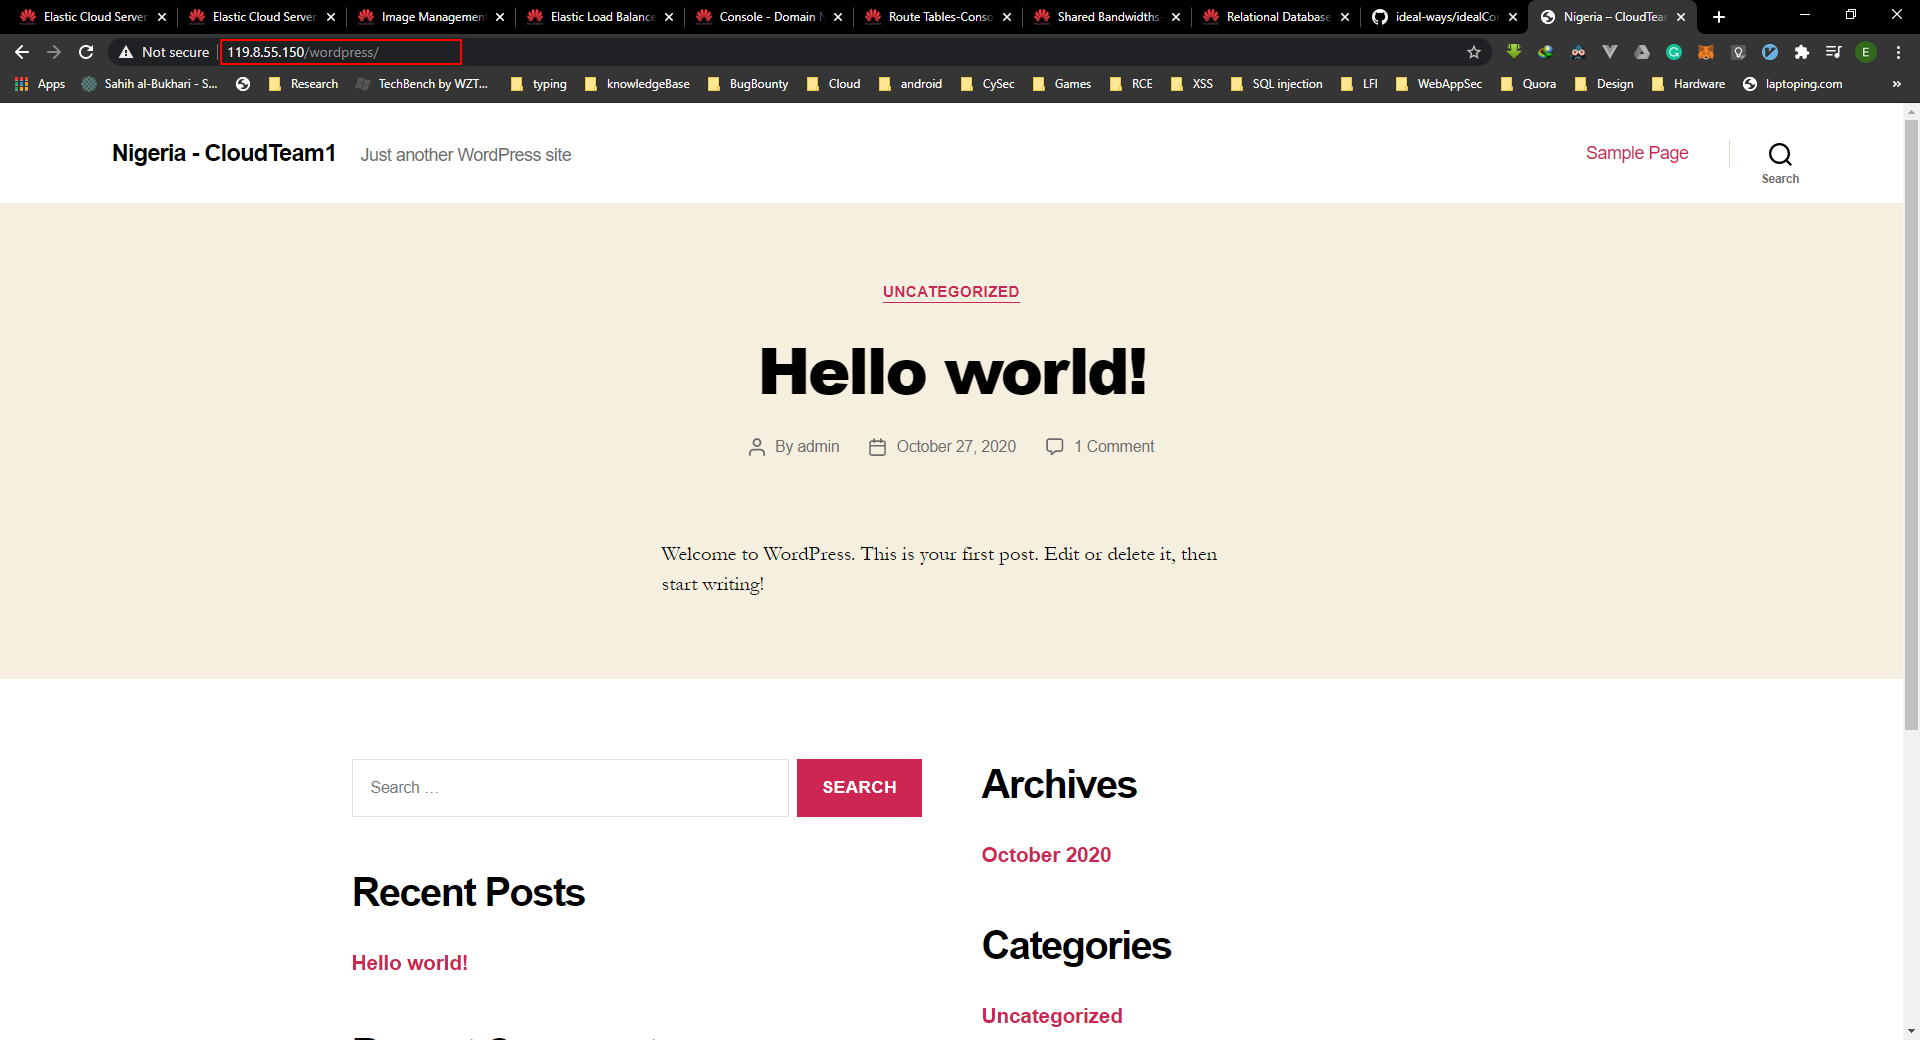 Elastic Cloud Server
Elastic Cloud Server
Image Management
Elastic Load Balance
Console - Domain N
Route Tables-Conso
Shared Bandwidths-
Relational Database
ideal-ways/idealCo
Nigeria – CloudTea
Not secure
119.8.55.150/wordpress/
E
Apps
Sahih al-Bukhari - S...
Research
TechBench by WZT...
typing
knowledgeBase
BugBounty
Cloud
android
CySec
Games
RCE
XSS
SQL injection
LFI
WebAppSec
Quora
Design
Hardware
laptoping.com
»
Nigeria - CloudTeam1
Just another WordPress site
Sample Page
Search
UNCATEGORIZED
Hello world!
By admin
October 27, 2020
1 Comment
Welcome to WordPress. This is your first post. Edit or delete it, then
start writing!
Search …
SEARCH
Archives
October 2020
Recent Posts
Hello world!
Categories
Uncategorized